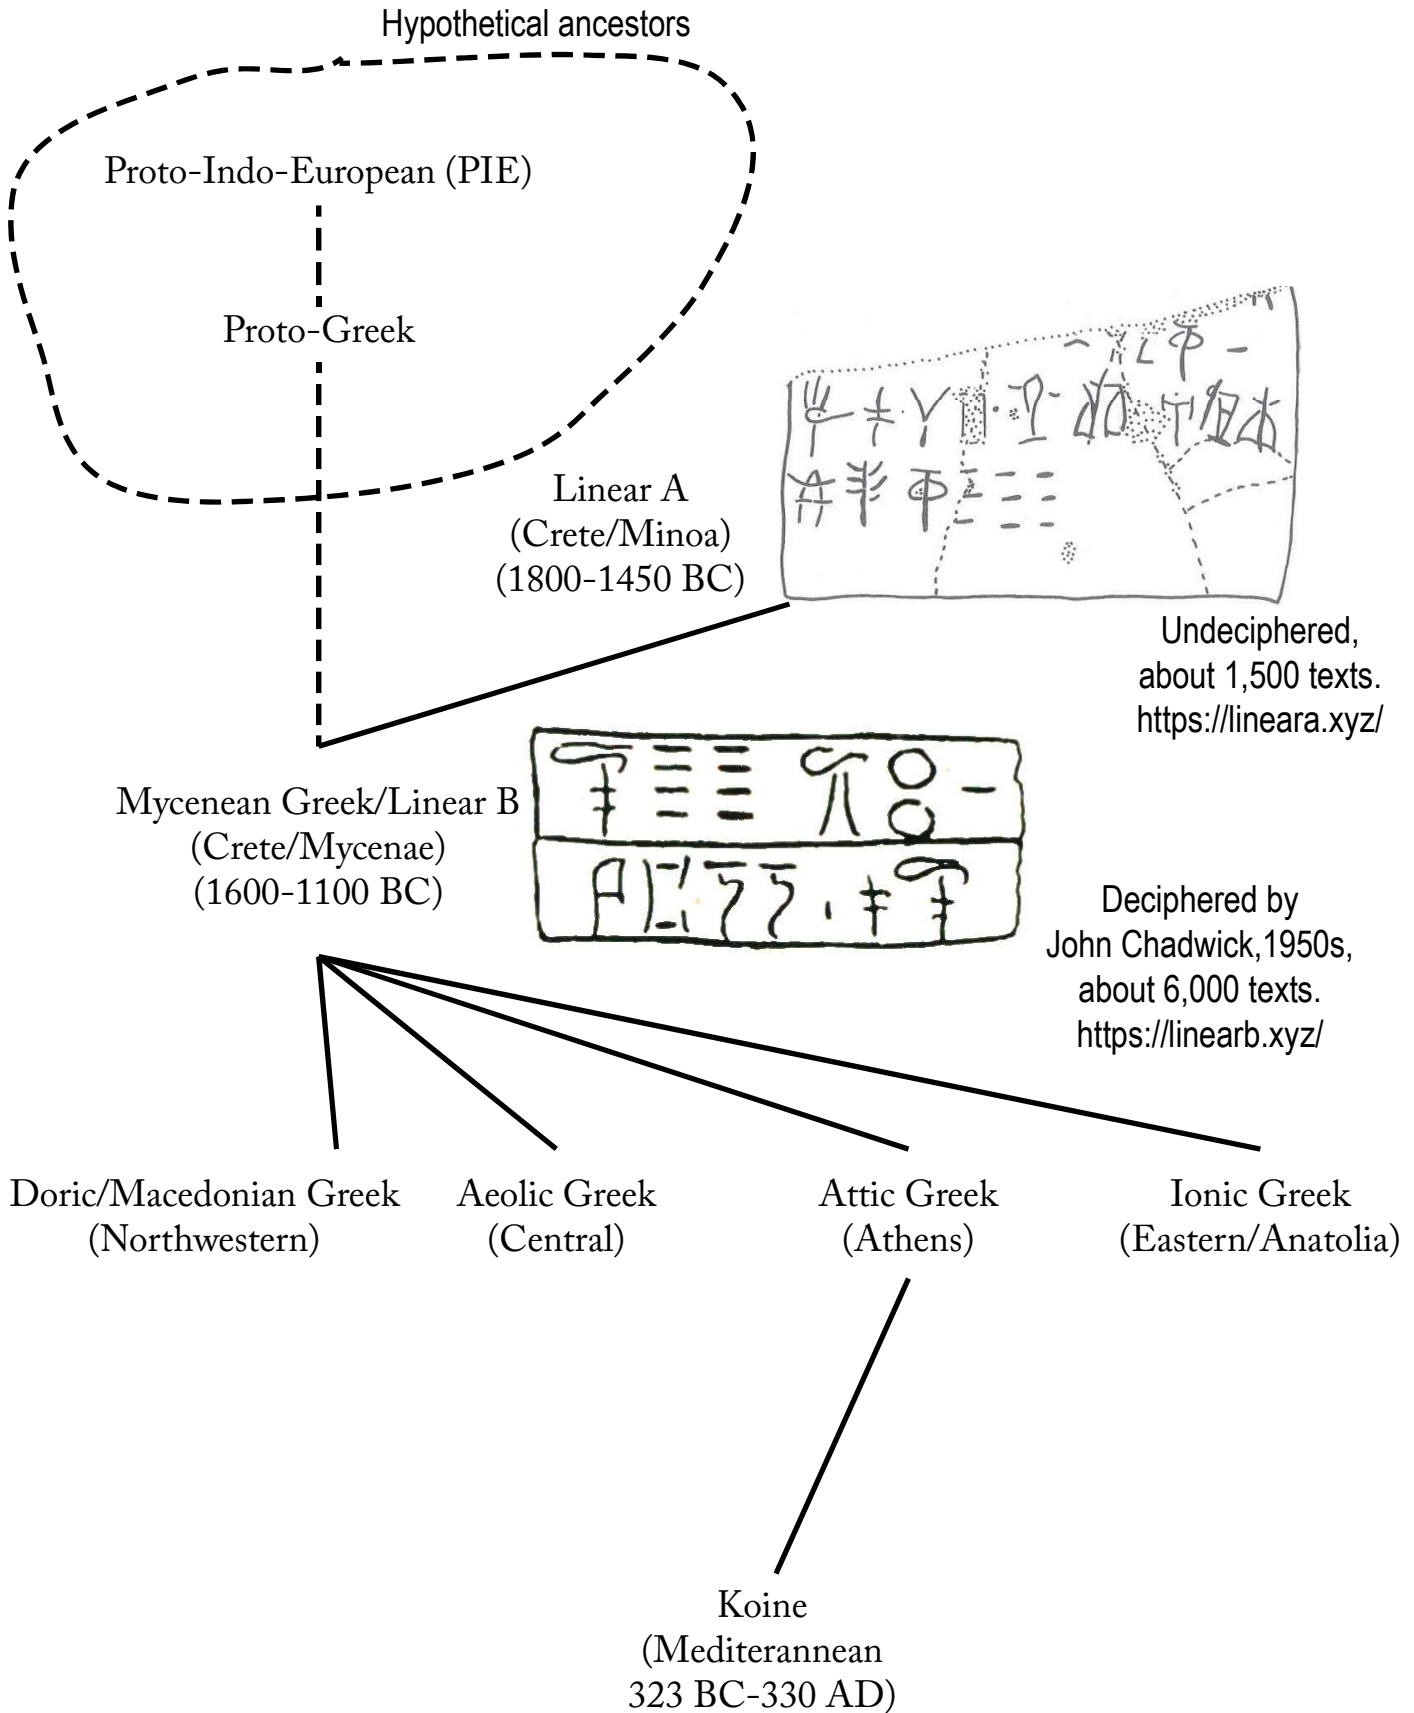 Hypothetical ancestors
Proto-Indo-European (PIE)
Proto-Greek
Linear A
(Crete/Minoa)
(1800-1450 BC)
Undeciphered,
about 1,500 texts.
https://lineara.xyz/
Mycenean Greek/Linear B
(Crete/Mycenae)
(1600-1100 BC)
Deciphered by
John Chadwick,1950s,
about 6,000 texts.
https://linearb.xyz/
Doric/Macedonian Greek
(Northwestern)
Aeolic Greek
(Central)
Attic Greek
(Athens)
Ionic Greek
(Eastern/Anatolia)
Koine
(Mediterannean
323 BC-330 AD)